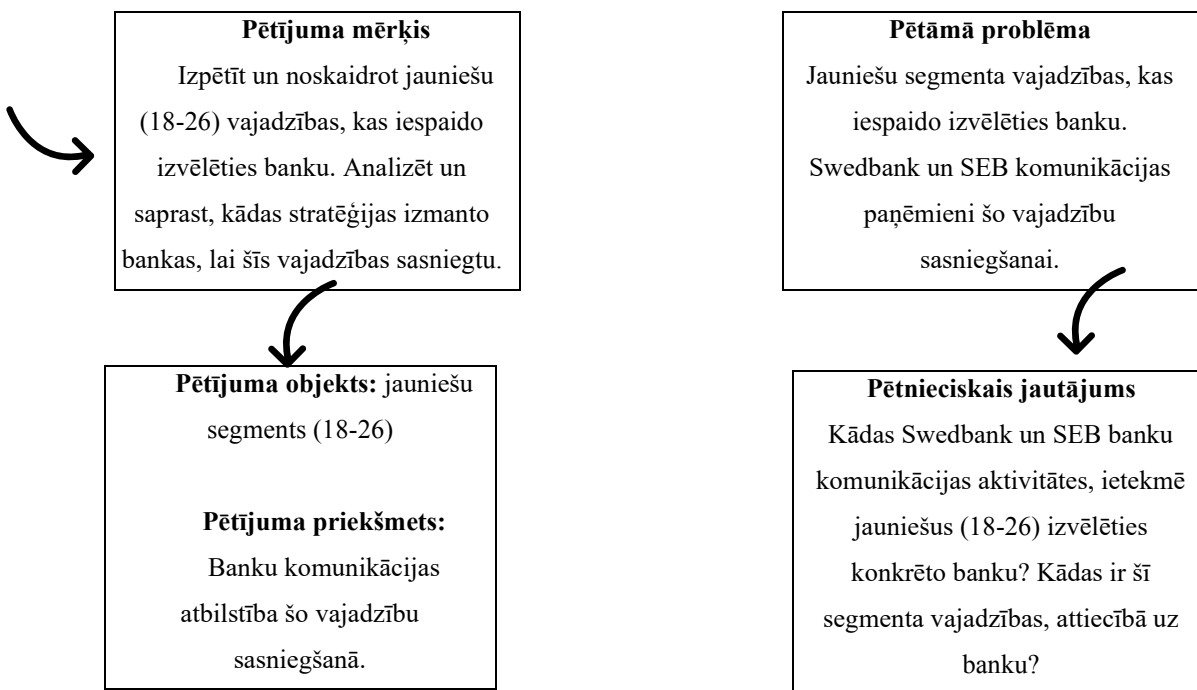 Pētījuma mērķis
Izpētīt un noskaidrot jauniešu
(18-26) vajadzības, kas iespaido
izvēlēties banku. Analizēt un
saprast, kādas stratēģijas izmanto
bankas, lai šīs vajadzības sasniegtu.
Pētījuma objekts: jauniešu
segments (18-26)
Pētījuma priekšmets:
Banku komunikācijas
atbilstība šo vajadzību
sasniegšanā.
Pētāmā problēma
Jauniešu segmenta vajadzības, kas
iespaido izvēlēties banku.
Swedbank un SEB komunikācijas
paņēmieni šo vajadzību
sasniegšanai.
Pētnieciskais jautājums
Kādas Swedbank un SEB banku
komunikācijas aktivitātes, ietekmē
jauniešus (18-26) izvēlēties
konkrēto banku? Kādas ir šī
segmenta vajadzības, attiecībā uz
banku?